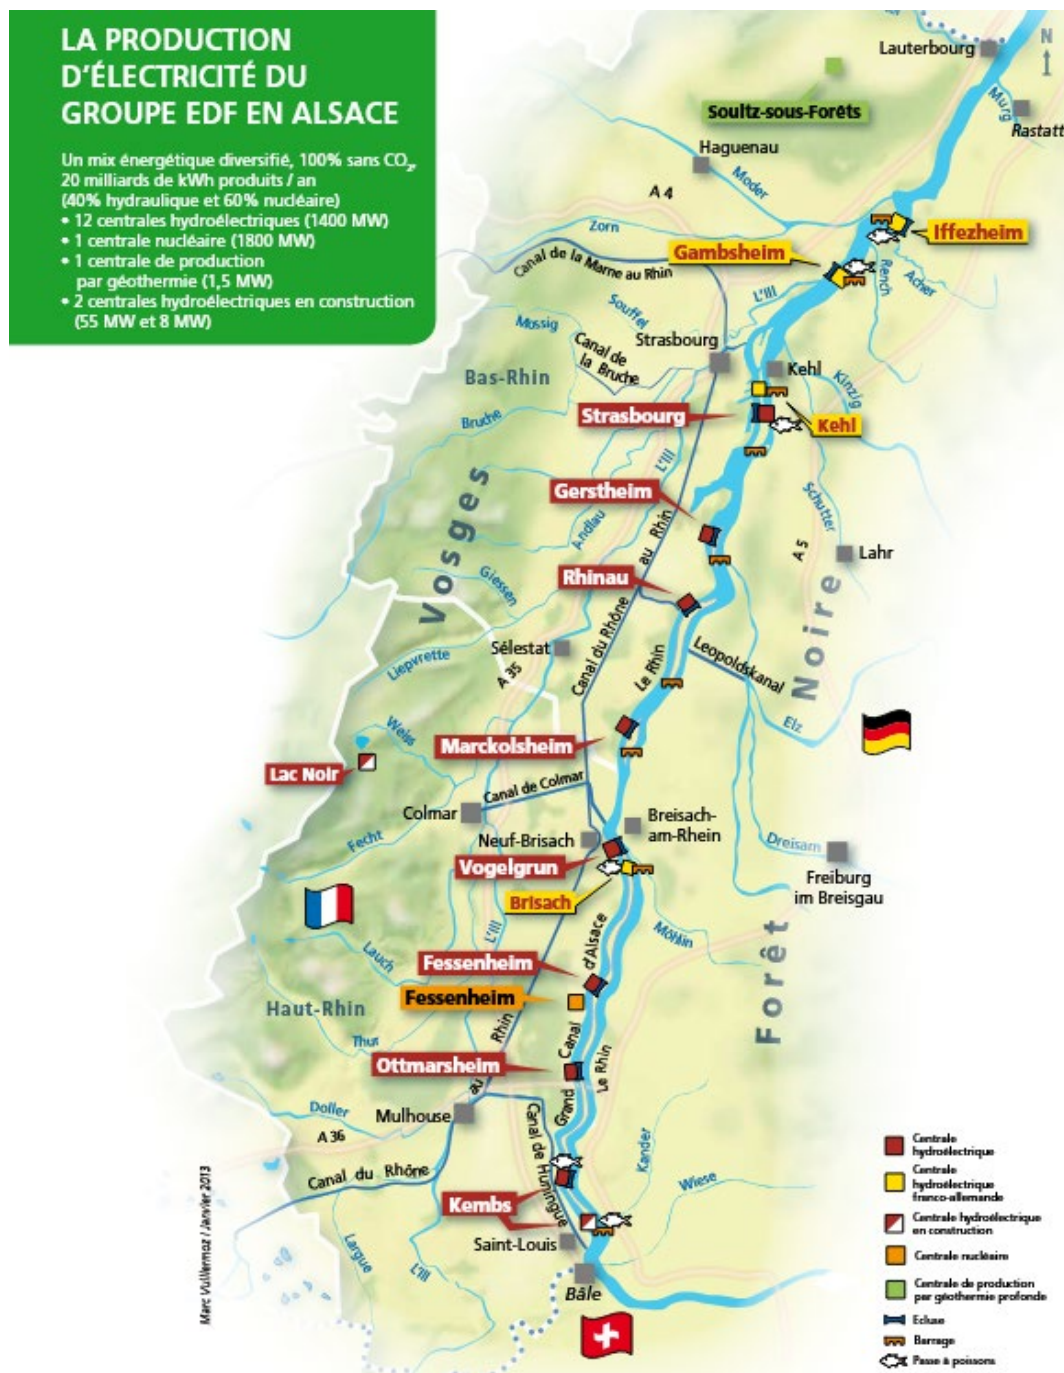 LA PRODUCTION
D'ÉLECTRICITÉ DU
GROUPE EDF EN ALSACE
Un mix énergétique diversifié, 100% sans CO₂,
20 milliards de kWh produits / an
(40% hydraulique et 60% nucléaire)
• 12 centrales hydroélectriques (1400 MW)
• 1 centrale nucléaire (1800 MW)
• 1 centrale de production
par géothermie (1,5 MW)
• 2 centrales hydroélectriques en construction
(55 MW et 8 MW)
N
Lauterbourg
Murg
Rastatt
Soultz-sous-Forêts
Haguenau
Moder
A 4
Zorn
Iffezheim
Gambsheim
Canal de la Marne au Rhin
Rench
Acher
L'Ill
Souffel
Mossig
Strasbourg
Canal de
la Bruche
Kehl
Kinzig
Bas-Rhin
Strasbourg
Kehl
Bruche
L'Ill
Vosges
Gerstheim
Schutter
Andlau
au Rhin
A 5
Lahr
Rhinau
Giessen
Sélestat
Canal du Rhône
Le Rhin
Leopoldskanal
Noire
Liepvrette
A 35
Elz
Weiss
Marckolsheim
Lac Noir
Canal de Colmar
Colmar
Breisach-
am-Rhein
Neuf-Brisach
Fecht
Dreisam
Vogelgrun
Freiburg
im Breisgau
Brisach
L'Ill
d'Alsace
Möhlin
Lauch
Fessenheim
Forêt
Fessenheim
Haut-Rhin
Rhin
Canal
Thur
Le Rhin
Ottmarsheim
au
Grand
Doller
Mulhouse
A 36
Canal de Huningue
Kander
Canal du Rhône
Wiese
Kembs
Saint-Louis
Largue
L'Ill
Bâle
Marc Vuillermoz / Janvier 2013
Centrale
hydroélectrique
Centrale
hydroélectrique
franco-allemande
Centrale hydroélectrique
en construction
Centrale nucléaire
Centrale de production
par géothermie profonde
Ecluse
Barrage
Passe à poissons